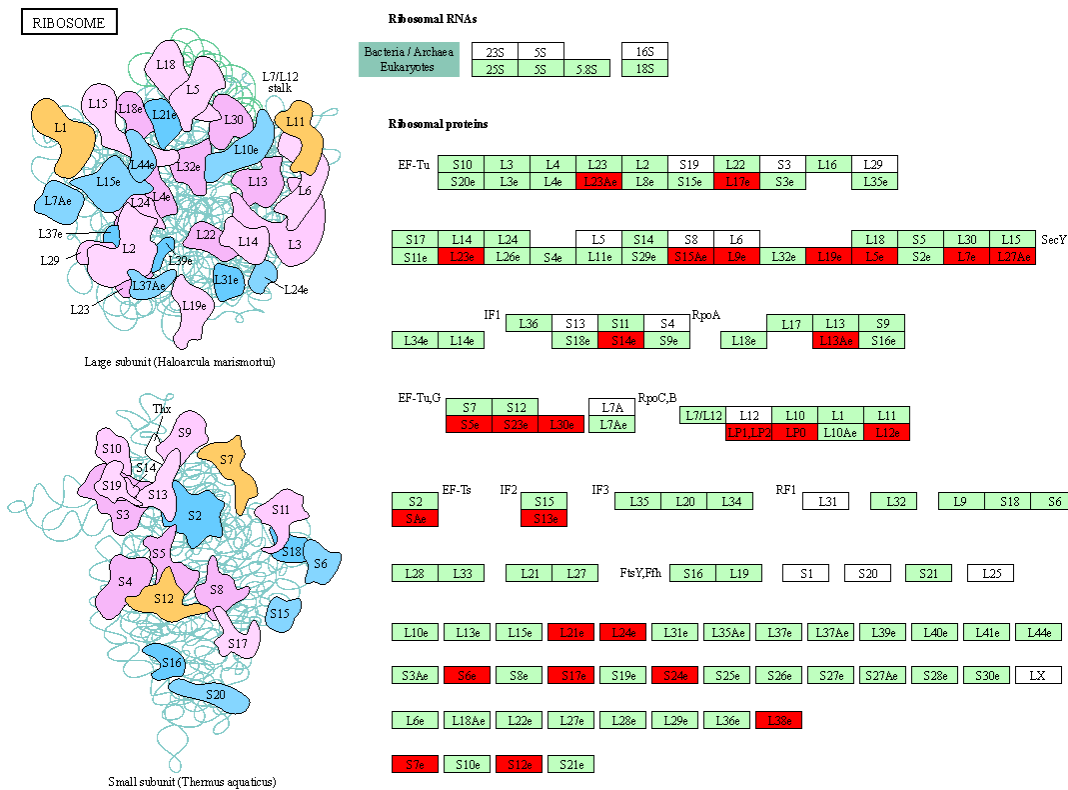 RIBOSOME
L18
L5
L7/L12
stalk
L15
L18e
L21e
L30
L11
L1
L10e
L44e
L32e
L15e
L13
L6
L7Ae
L24
L4e
L37e
L2
L22
L14
L3
L29
L39e
L37Ae
L31e
L24e
L23
L19e
Large subunit (Haloarcula marismortui)
Thx
S9
S10
S14
S7
S19
S13
S3
S2
S11
S5
S18
S6
S4
S8
S12
S15
S17
S16
S20
Small subunit (Thermus aquaticus)
Ribosomal RNAs
Bacteria / Archaea 23S 5S 16S
Eukaryotes 25S 5S 5.8S 18S
Ribosomal proteins
EF-Tu S10 L3 L4 L23 L2 S19 L22 S3 L16 L29
S20e L3e L4e L23Ae L8e S15e L17e S3e L35e
S17 L14 L24 L5 S14 S8 L6 L18 S5 L30 L15 SecY
S11e L23e L26e S4e L11e S29e S15Ae L9e L32e L19e L5e S2e L7e L27Ae
IF1 L36 S13 S11 S4 RpoA L17 L13 S9
L34e L14e S18e S14e S9e L18e L13Ae S16e
EF-Tu,G S7 S12 L7A RpoC,B L7/L12 L12 L10 L1 L11
S5e S23e L30e L7Ae LP1,LP2 LP0 L10Ae L12e
S2 EF-Ts IF2 S15 IF3 L35 L20 L34 RF1 L31 L32 L9 S18 S6
SAe S13e
L28 L33 L21 L27 FtsY,Ffh S16 L19 S1 S20 S21 L25
L10e L13e L15e L21e L24e L31e L35Ae L37e L37Ae L39e L40e L41e L44e
S3Ae S6e S8e S17e S19e S24e S25e S26e S27e S27Ae S28e S30e LX
L6e L18Ae L22e L27e L28e L29e L36e L38e
S7e S10e S12e S21e